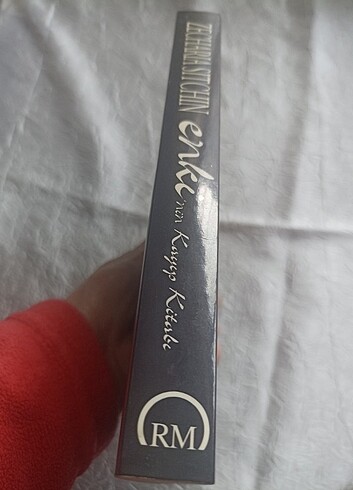 ZECHARIA SITCHIN
enki'nin Kayıp Kitabı
RM